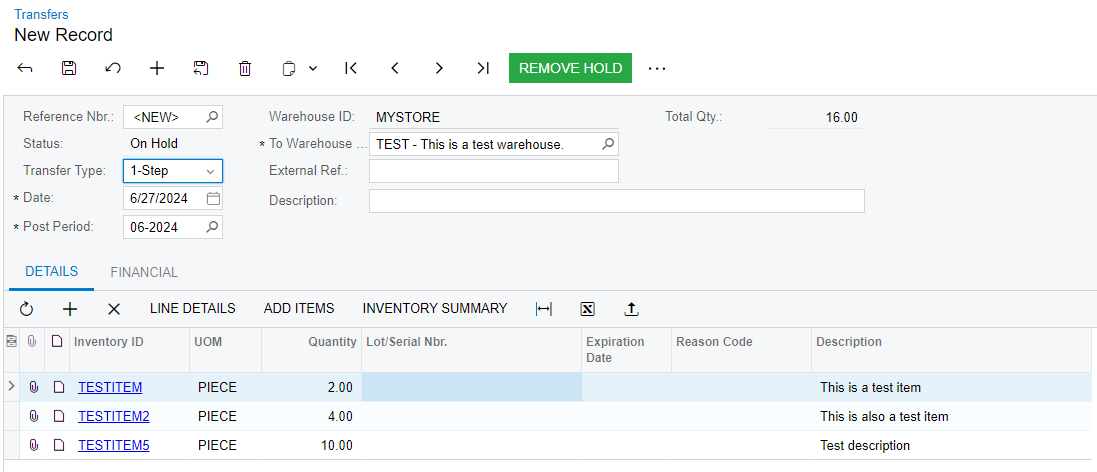 Transfers
New Record
REMOVE HOLD
Reference Nbr.: <NEW> Warehouse ID: MYSTORE Total Qty.: 16.00
Status: On Hold * To Warehouse ... TEST - This is a test warehouse.
Transfer Type: 1-Step External Ref.:
* Date: 6/27/2024 Description:
* Post Period: 06-2024
DETAILS FINANCIAL
LINE DETAILS ADD ITEMS INVENTORY SUMMARY
Inventory ID UOM Quantity Lot/Serial Nbr. Expiration Date Reason Code Description
TESTITEM PIECE 2.00 This is a test item
TESTITEM2 PIECE 4.00 This is also a test item
TESTITEM5 PIECE 10.00 Test description